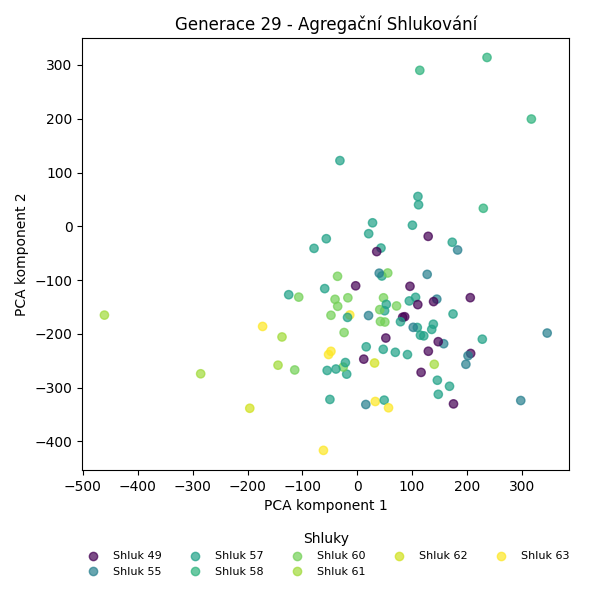 Generace 29 - Agregační Shlukování
PCA komponent 2
300
200
100
0
−100
−200
−300
−400
−500 −400 −300 −200 −100 0 100 200 300
PCA komponent 1
Shluky
Shluk 49 Shluk 57 Shluk 60 Shluk 62 Shluk 63
Shluk 55 Shluk 58 Shluk 61